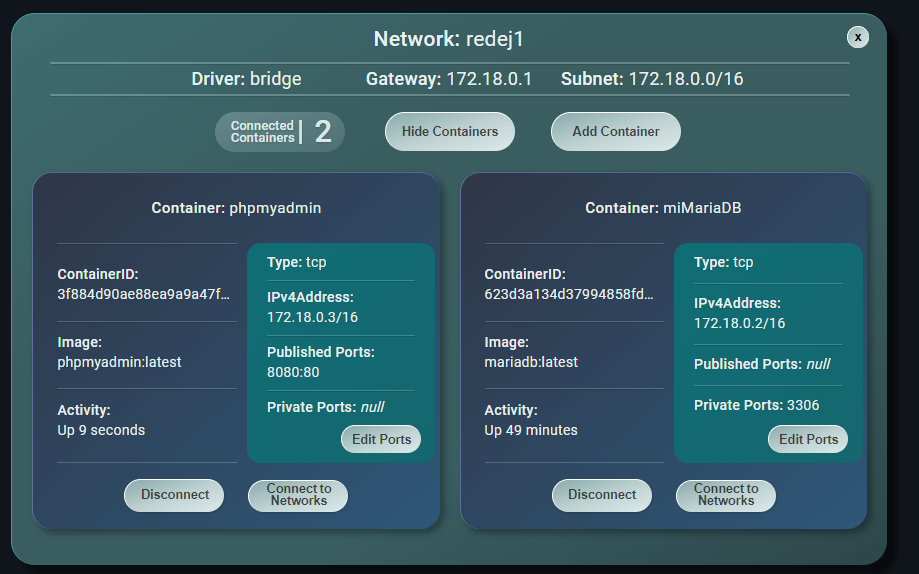 Network: redej1
x
Driver: bridge Gateway: 172.18.0.1 Subnet: 172.18.0.0/16
Connected
Containers
2
Hide Containers
Add Container
Container: phpmyadmin
ContainerID:
3f884d90ae88ea9a9a47f...
Image:
phpmyadmin:latest
Activity:
Up 9 seconds
Type: tcp
IPv4Address:
172.18.0.3/16
Published Ports:
8080:80
Private Ports: null
Edit Ports
Disconnect
Connect to
Networks
Container: miMariaDB
ContainerID:
623d3a134d37994858fd...
Image:
mariadb:latest
Activity:
Up 49 minutes
Type: tcp
IPv4Address:
172.18.0.2/16
Published Ports: null
Private Ports: 3306
Edit Ports
Disconnect
Connect to
Networks